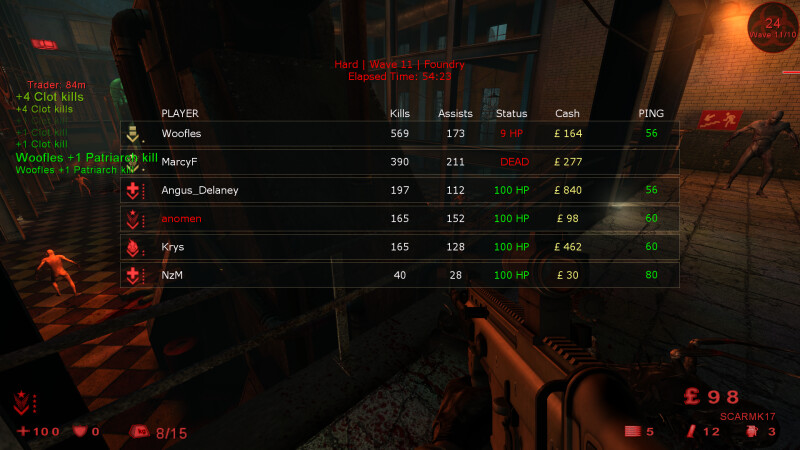 24
Wave 11/10
Hard | Wave 11 | Foundry
Elapsed Time: 54:23
Trader: 84m
+4 Clot kills
+4 Clot kills
+1 Clot kill
+1 Clot kill
Woofles +1 Patriarch kill
Woofles +1 Patriarch kill
PLAYER Kills Assists Status Cash PING
Woofles 569 173 9 HP £ 164 56
MarcyF 390 211 DEAD £ 277
Angus_Delaney 197 112 100 HP £ 840 56
anomen 165 152 100 HP £ 98 60
Krys 165 128 100 HP £ 462 60
NzM 40 28 100 HP £ 30 80
£ 98
SCARMK17
100 0 8/15 5 12 3